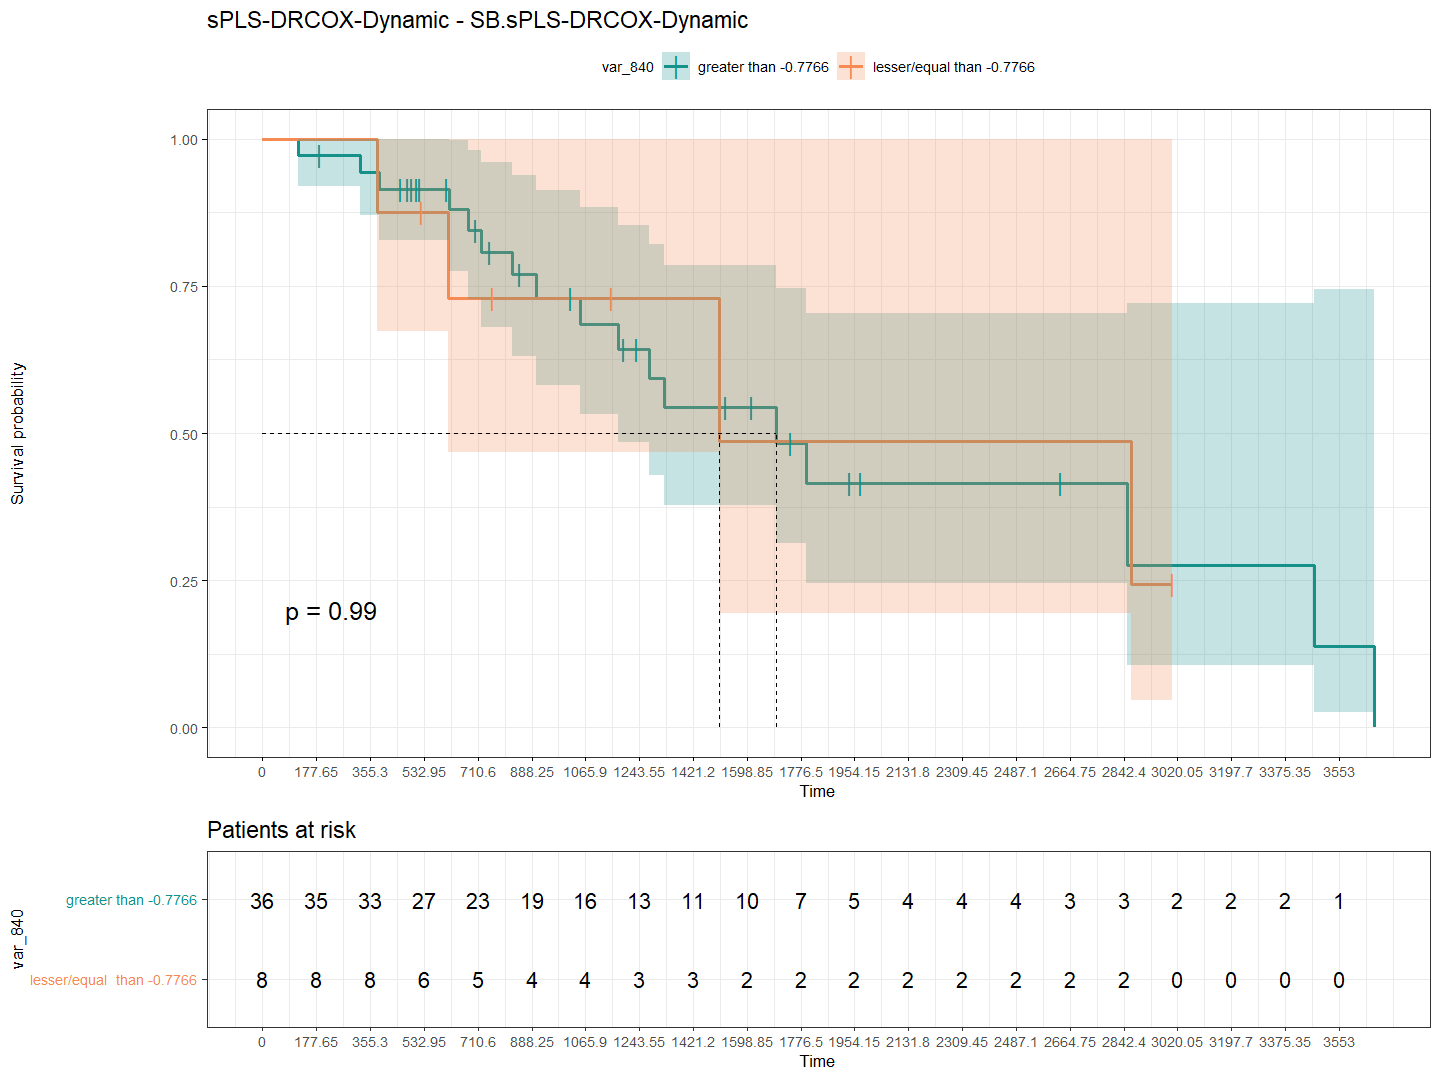 sPLS-DRCOX-Dynamic - SB.sPLS-DRCOX-Dynamic
var_840 greater than -0.7766 lesser/equal than -0.7766
Survival probability
1.00
0.75
0.50
0.25
0.00
p = 0.99
0 177.65 355.3 532.95 710.6 888.25 1065.9 1243.55 1421.2 1598.85 1776.5 1954.15 2131.8 2309.45 2487.1 2664.75 2842.4 3020.05 3197.7 3375.35 3553
Time
Patients at risk
var_840
greater than -0.7766 36 35 33 27 23 19 16 13 11 10 7 5 4 4 4 3 3 2 2 2 1
lesser/equal  than -0.7766 8 8 8 6 5 4 4 3 3 2 2 2 2 2 2 2 2 0 0 0 0
0 177.65 355.3 532.95 710.6 888.25 1065.9 1243.55 1421.2 1598.85 1776.5 1954.15 2131.8 2309.45 2487.1 2664.75 2842.4 3020.05 3197.7 3375.35 3553
Time